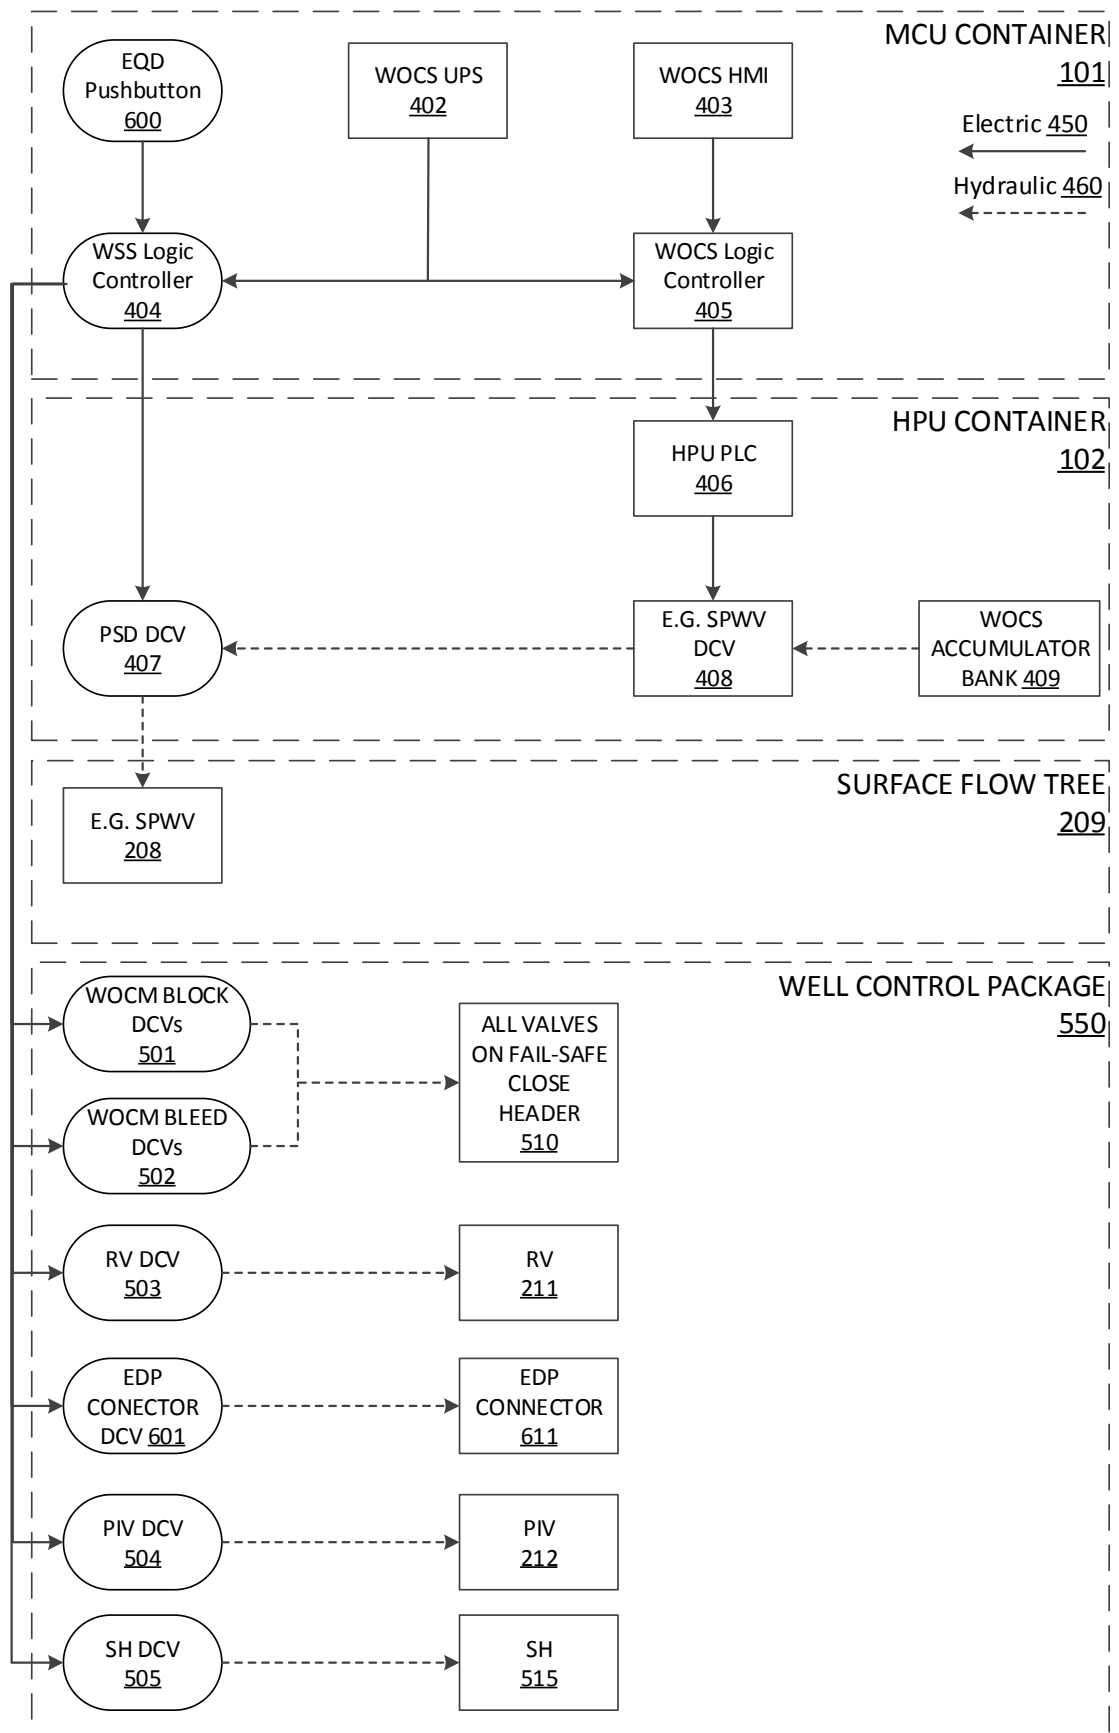 MCU CONTAINER
101
EQD
Pushbutton
600
WOCS UPS
402
WOCS HMI
403
Electric 450
Hydraulic 460
WSS Logic
Controller
404
WOCS Logic
Controller
405
HPU CONTAINER
102
HPU PLC
406
PSD DCV
407
E.G. SPWV
DCV
408
WOCS
ACCUMULATOR
BANK 409
SURFACE FLOW TREE
209
E.G. SPWV
208
WELL CONTROL PACKAGE
550
WOCM BLOCK
DCVs
501
ALL VALVES
ON FAIL-SAFE
CLOSE
HEADER
510
WOCM BLEED
DCVs
502
RV DCV
503
RV
211
EDP
CONECTOR
DCV 601
EDP
CONNECTOR
611
PIV DCV
504
PIV
212
SH DCV
505
SH
515